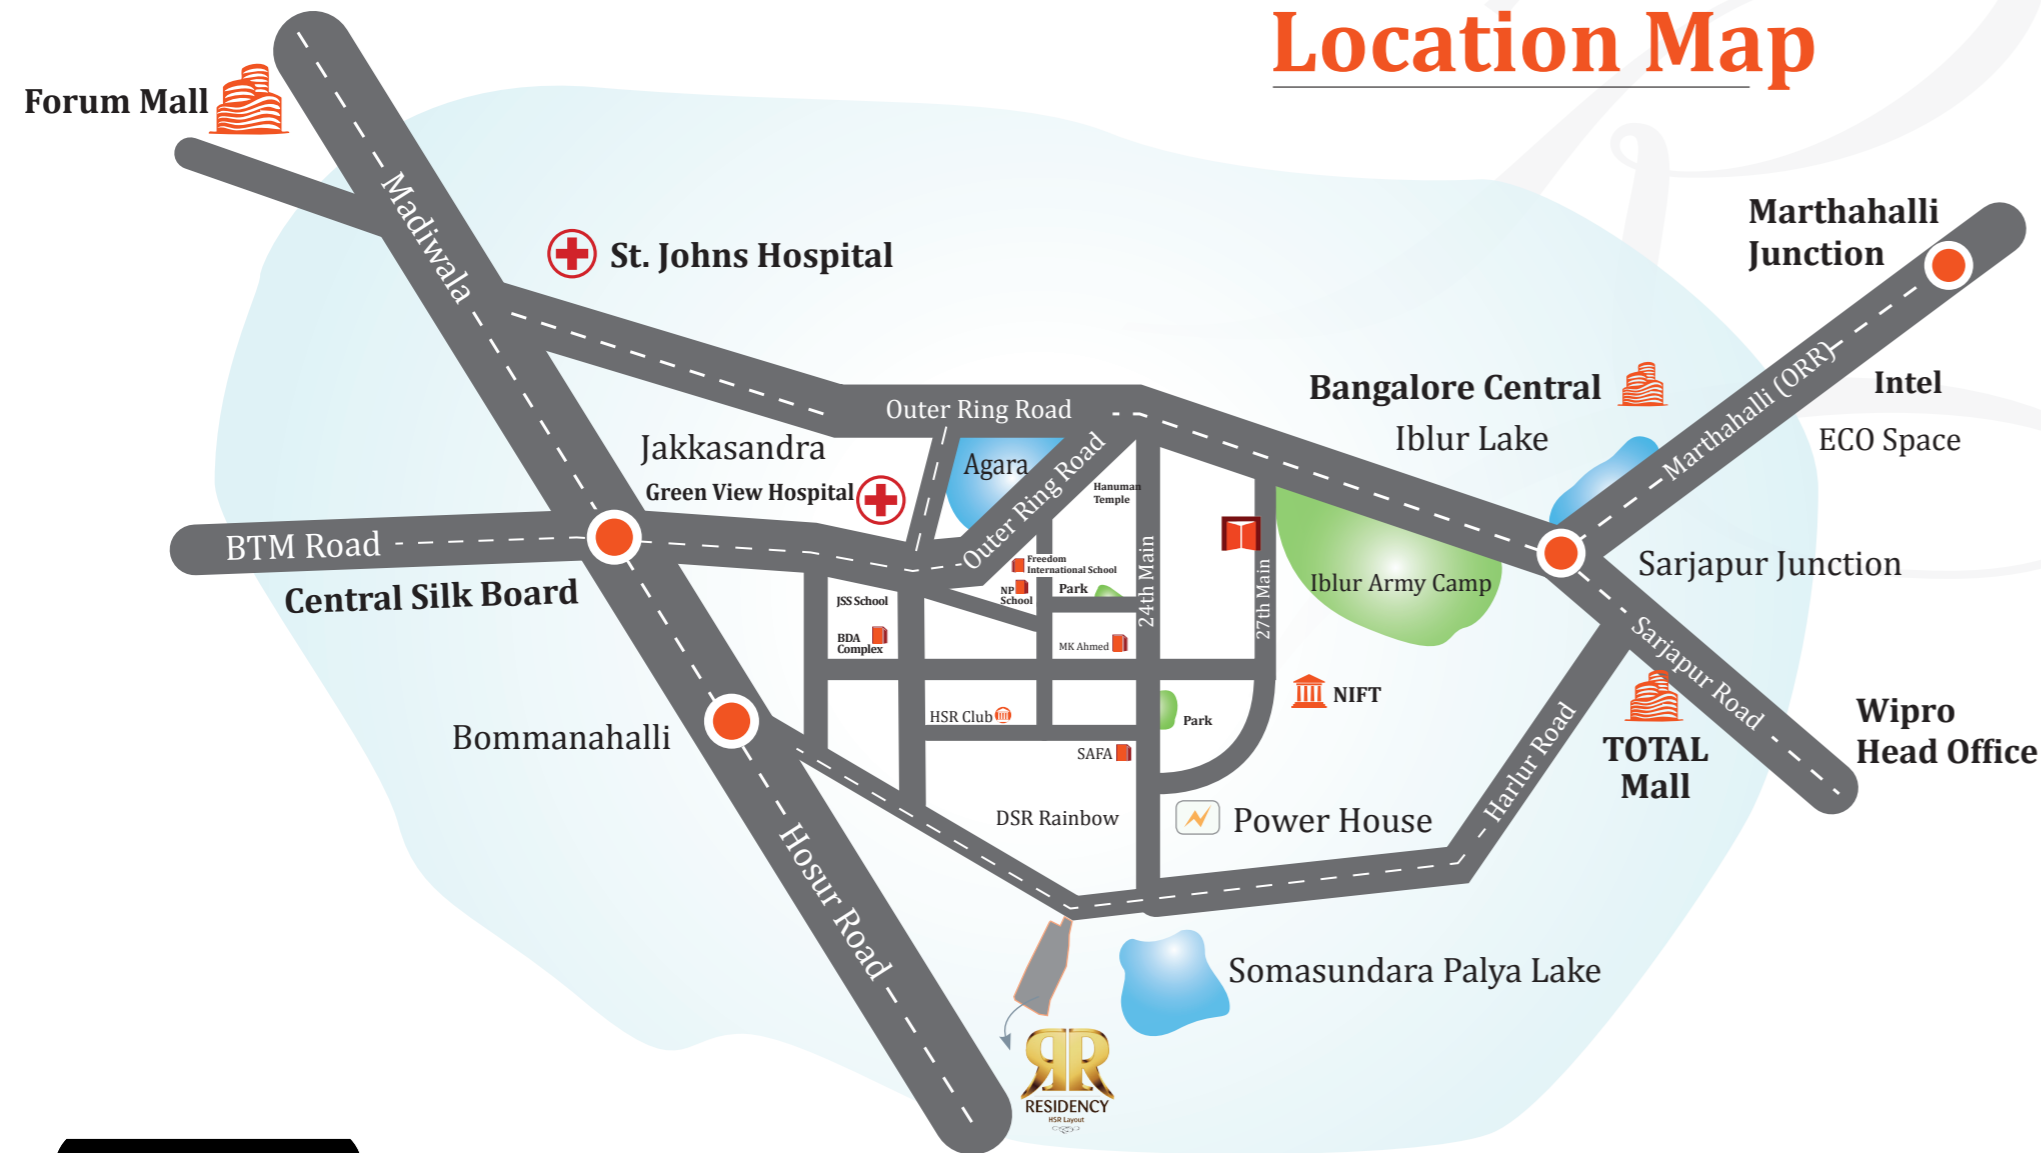 Location Map
Forum Mall
Madiwala
St. Johns Hospital
Marthahalli
Junction
Outer Ring Road
Bangalore Central
Iblur Lake
Marthahalli (ORR)
Intel
ECO Space
Jakkasandra
Green View Hospital
Agara
Outer Ring Road
Hanuman
Temple
BTM Road
Central Silk Board
Freedom
International School
NP
School
Park
24th Main
27th Main
Iblur Army Camp
Sarjapur Junction
JSS School
BDA
Complex
MK Ahmed
Sarjapur Road
NIFT
HSR Club
Park
Bommanahalli
SAFA
Harlur Road
TOTAL
Mall
Wipro
Head Office
DSR Rainbow
Power House
Hosur Road
Somasundara Palya Lake
RR
RESIDENCY
HSR Layout